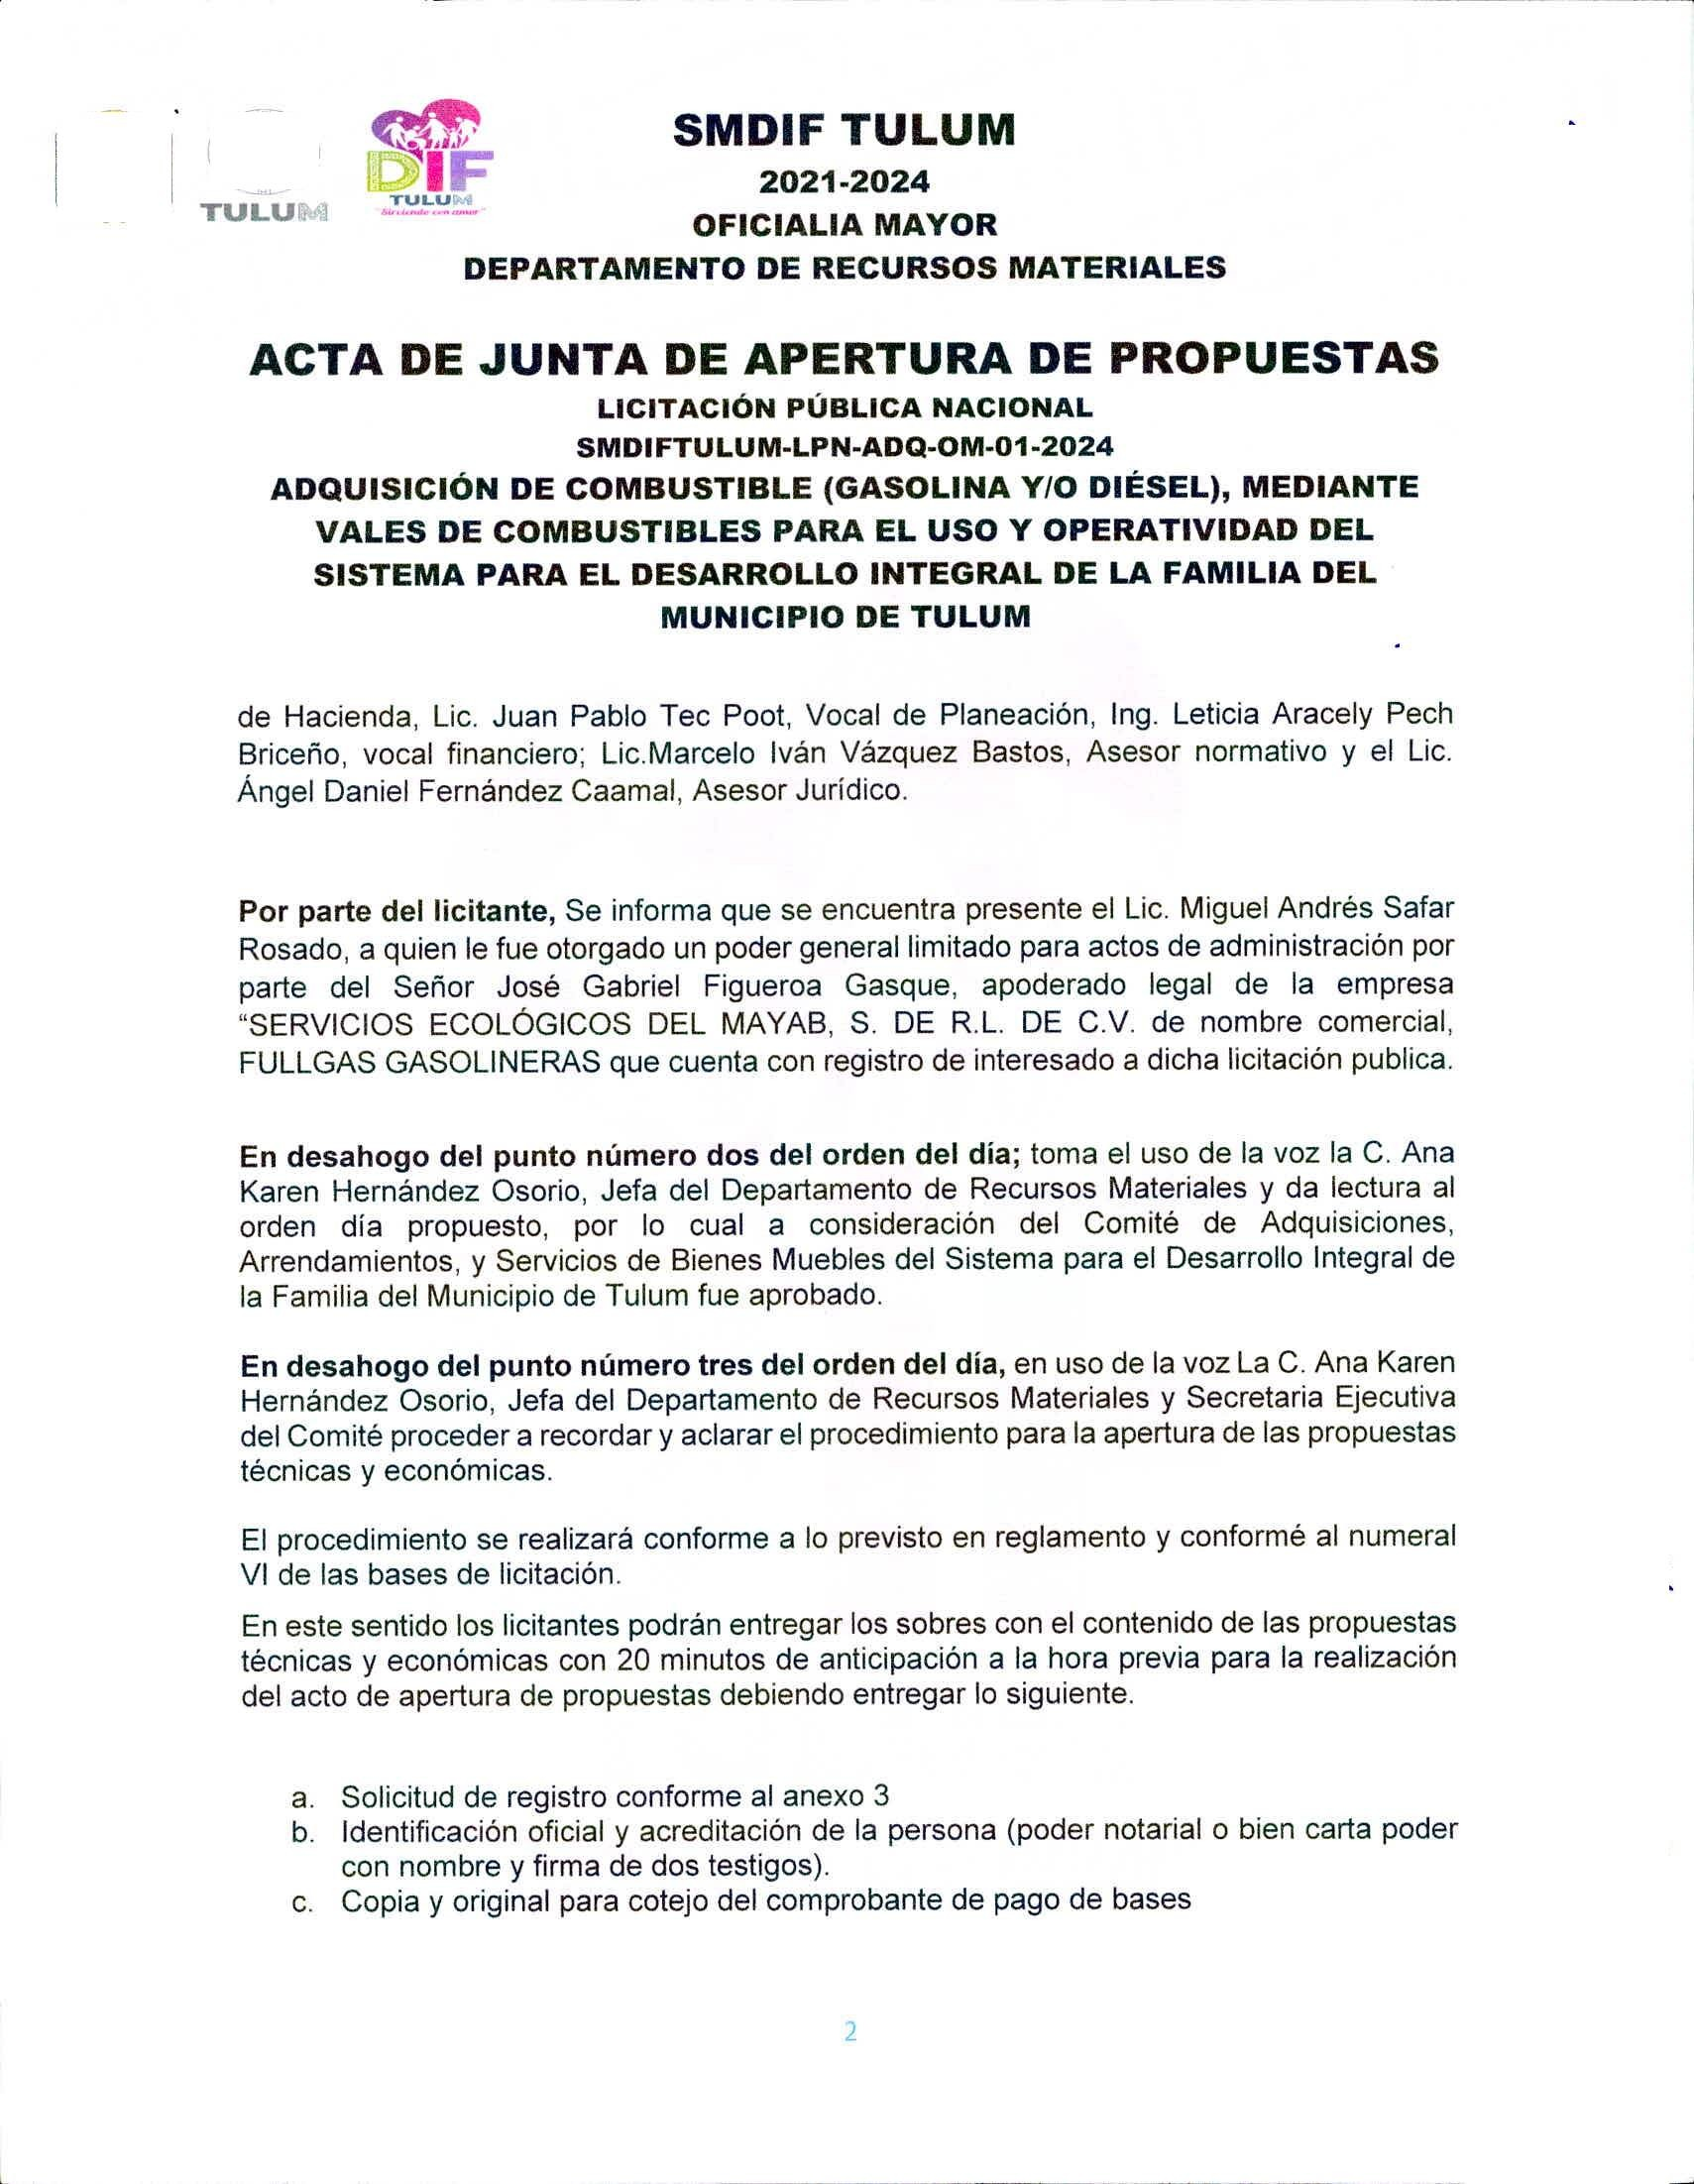 TULUM
DIF
TULUM
"Sirviendo con amor"
SMDIF TULUM
2021-2024
OFICIALIA MAYOR
DEPARTAMENTO DE RECURSOS MATERIALES
ACTA DE JUNTA DE APERTURA DE PROPUESTAS
LICITACIÓN PÚBLICA NACIONAL
SMDIFTULUM-LPN-ADQ-OM-01-2024
ADQUISICIÓN DE COMBUSTIBLE (GASOLINA Y/O DIÉSEL), MEDIANTE
VALES DE COMBUSTIBLES PARA EL USO Y OPERATIVIDAD DEL
SISTEMA PARA EL DESARROLLO INTEGRAL DE LA FAMILIA DEL
MUNICIPIO DE TULUM
de Hacienda, Lic. Juan Pablo Tec Poot, Vocal de Planeación, Ing. Leticia Aracely Pech
Briceño, vocal financiero; Lic.Marcelo Iván Vázquez Bastos, Asesor normativo y el Lic.
Ángel Daniel Fernández Caamal, Asesor Jurídico.
Por parte del licitante, Se informa que se encuentra presente el Lic. Miguel Andrés Safar
Rosado, a quien le fue otorgado un poder general limitado para actos de administración por
parte del Señor José Gabriel Figueroa Gasque, apoderado legal de la empresa
“SERVICIOS ECOLÓGICOS DEL MAYAB, S. DE R.L. DE C.V. de nombre comercial,
FULLGAS GASOLINERAS que cuenta con registro de interesado a dicha licitación publica.
En desahogo del punto número dos del orden del día; toma el uso de la voz la C. Ana
Karen Hernández Osorio, Jefa del Departamento de Recursos Materiales y da lectura al
orden día propuesto, por lo cual a consideración del Comité de Adquisiciones,
Arrendamientos, y Servicios de Bienes Muebles del Sistema para el Desarrollo Integral de
la Familia del Municipio de Tulum fue aprobado.
En desahogo del punto número tres del orden del día, en uso de la voz La C. Ana Karen
Hernández Osorio, Jefa del Departamento de Recursos Materiales y Secretaria Ejecutiva
del Comité proceder a recordar y aclarar el procedimiento para la apertura de las propuestas
técnicas y económicas.
El procedimiento se realizará conforme a lo previsto en reglamento y conformé al numeral
VI de las bases de licitación.
En este sentido los licitantes podrán entregar los sobres con el contenido de las propuestas
técnicas y económicas con 20 minutos de anticipación a la hora previa para la realización
del acto de apertura de propuestas debiendo entregar lo siguiente.
a. Solicitud de registro conforme al anexo 3
b. Identificación oficial y acreditación de la persona (poder notarial o bien carta poder
con nombre y firma de dos testigos).
c. Copia y original para cotejo del comprobante de pago de bases
2